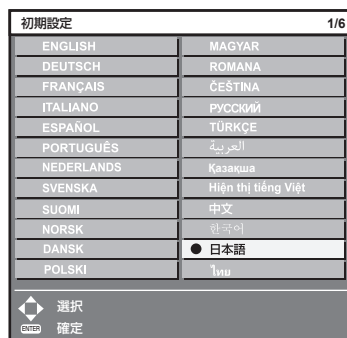 初期設定 1/6
ENGLISH
DEUTSCH
FRANÇAIS
ITALIANO
ESPAÑOL
PORTUGUÊS
NEDERLANDS
SVENSKA
SUOMI
NORSK
DANSK
POLSKI
MAGYAR
ROMANA
ČEŠTINA
РУССКИЙ
TÜRKÇE
العربية
Қазақша
Hiện thị tiếng Việt
中文
한국어
日本語
ไทย
選択
ENTER 確定